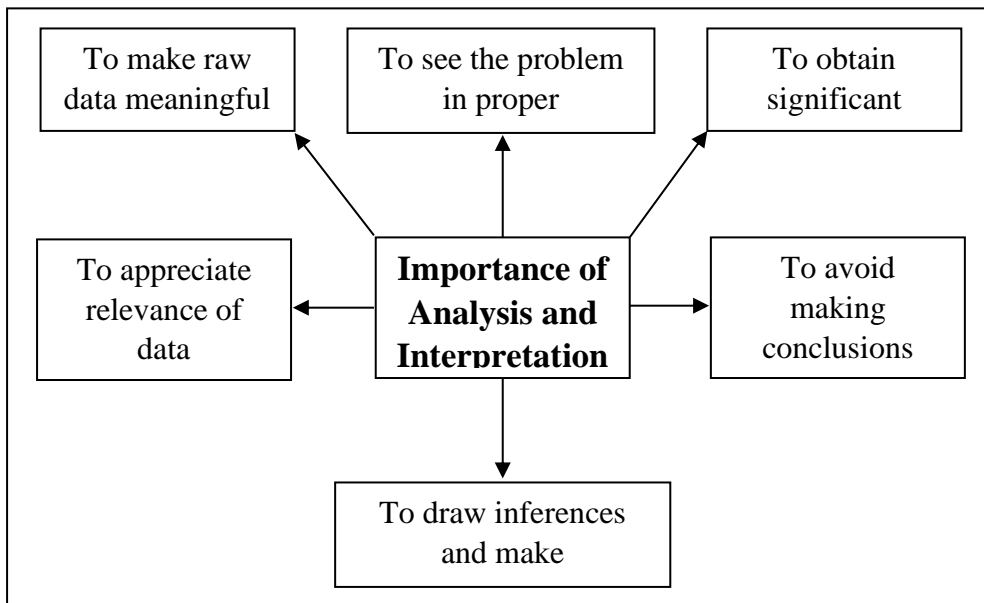 To make raw
data meaningful
To see the problem
in proper
To obtain
significant
To appreciate
relevance of
data
Importance of
Analysis and
Interpretation
To avoid
making
conclusions
To draw inferences
and make